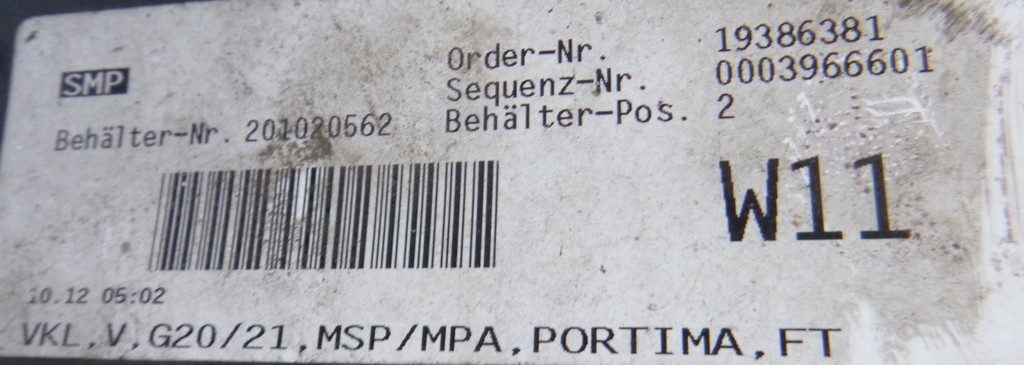 SMP
Order-Nr. 19386381
Sequenz-Nr. 0003966601
Behälter-Pos. 2
Behälter-Nr. 201020562
W11
10.12 05:02
VKL,V,G20/21,MSP/MPA,PORTIMA,FT